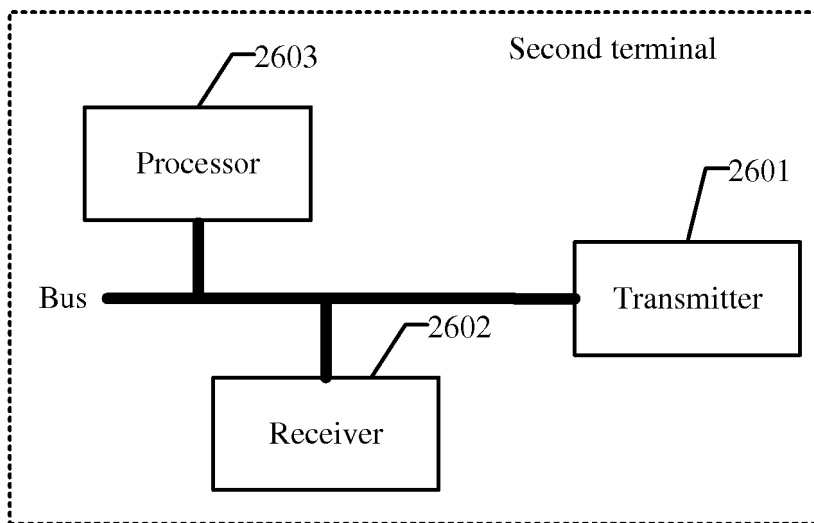 Second terminal
2603
Processor
2601
Bus
Transmitter
2602
Receiver